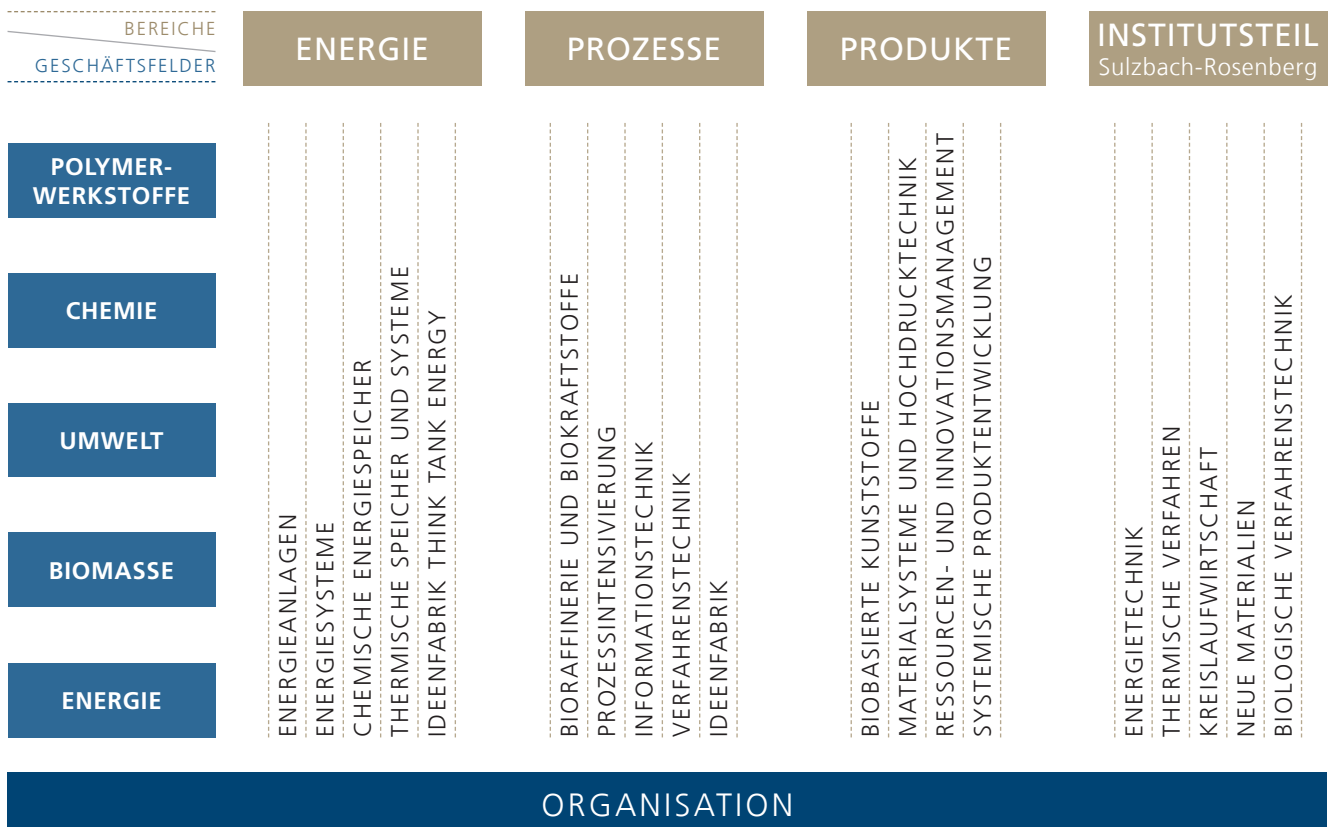 BEREICHE
GESCHÄFTSFELDER
ENERGIE
PROZESSE
PRODUKTE
INSTITUTSTEIL
Sulzbach-Rosenberg
POLYMER-
WERKSTOFFE
CHEMIE
UMWELT
BIOMASSE
ENERGIE
ENERGIEANLAGEN
ENERGIESYSTEME
CHEMISCHE ENERGIESPEICHER
THERMISCHE SPEICHER UND SYSTEME
IDEENFABRIK THINK TANK ENERGY
BIORAFFINERIE UND BIOKRAFTSTOFFE
PROZESSINTENSIVIERUNG
INFORMATIONSTECHNIK
VERFAHRENSTECHNIK
IDEENFABRIK
BIOBASIERTE KUNSTSTOFFE
MATERIALSYSTEME UND HOCHDRUCKTECHNIK
RESSOURCEN- UND INNOVATIONSMANAGEMENT
SYSTEMISCHE PRODUKTENTWICKLUNG
ENERGIETECHNIK
THERMISCHE VERFAHREN
KREISLAUFWIRTSCHAFT
NEUE MATERIALIEN
BIOLOGISCHE VERFAHRENSTECHNIK
ORGANISATION